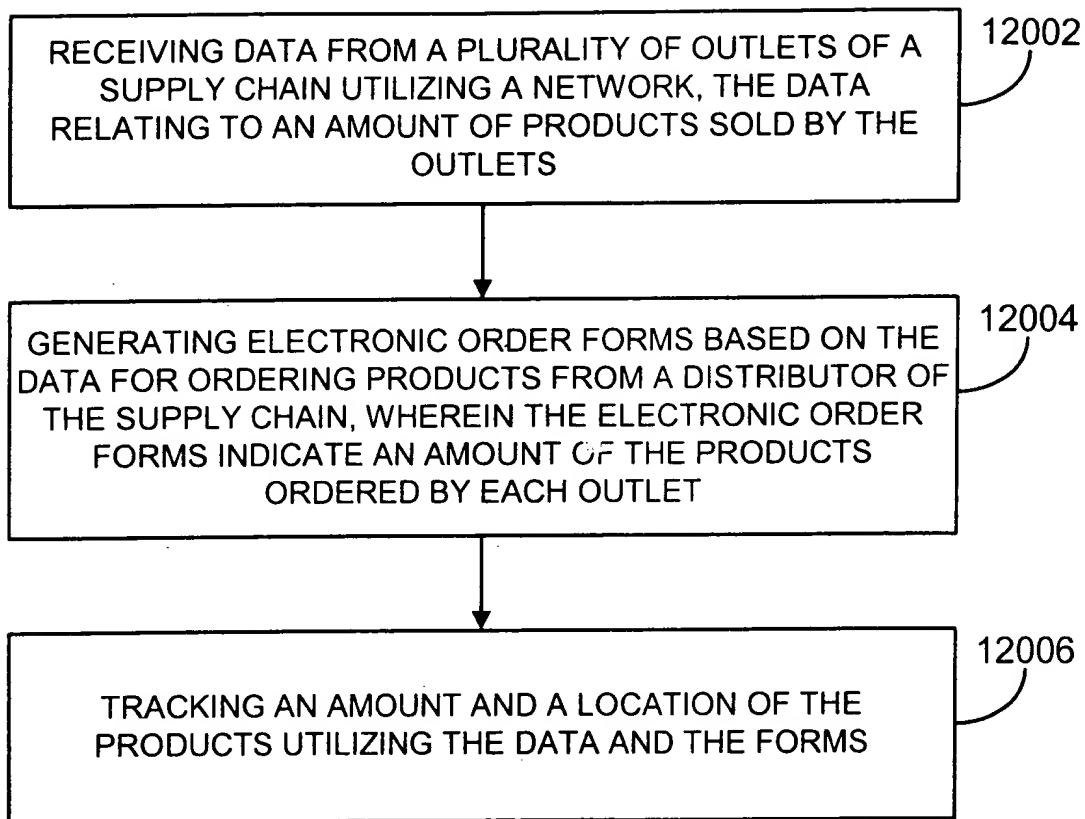 RECEIVING DATA FROM A PLURALITY OF OUTLETS OF A
SUPPLY CHAIN UTILIZING A NETWORK, THE DATA
RELATING TO AN AMOUNT OF PRODUCTS SOLD BY THE
OUTLETS
12002
GENERATING ELECTRONIC ORDER FORMS BASED ON THE
DATA FOR ORDERING PRODUCTS FROM A DISTRIBUTOR OF
THE SUPPLY CHAIN, WHEREIN THE ELECTRONIC ORDER
FORMS INDICATE AN AMOUNT OF THE PRODUCTS
ORDERED BY EACH OUTLET
12004
TRACKING AN AMOUNT AND A LOCATION OF THE
PRODUCTS UTILIZING THE DATA AND THE FORMS
12006